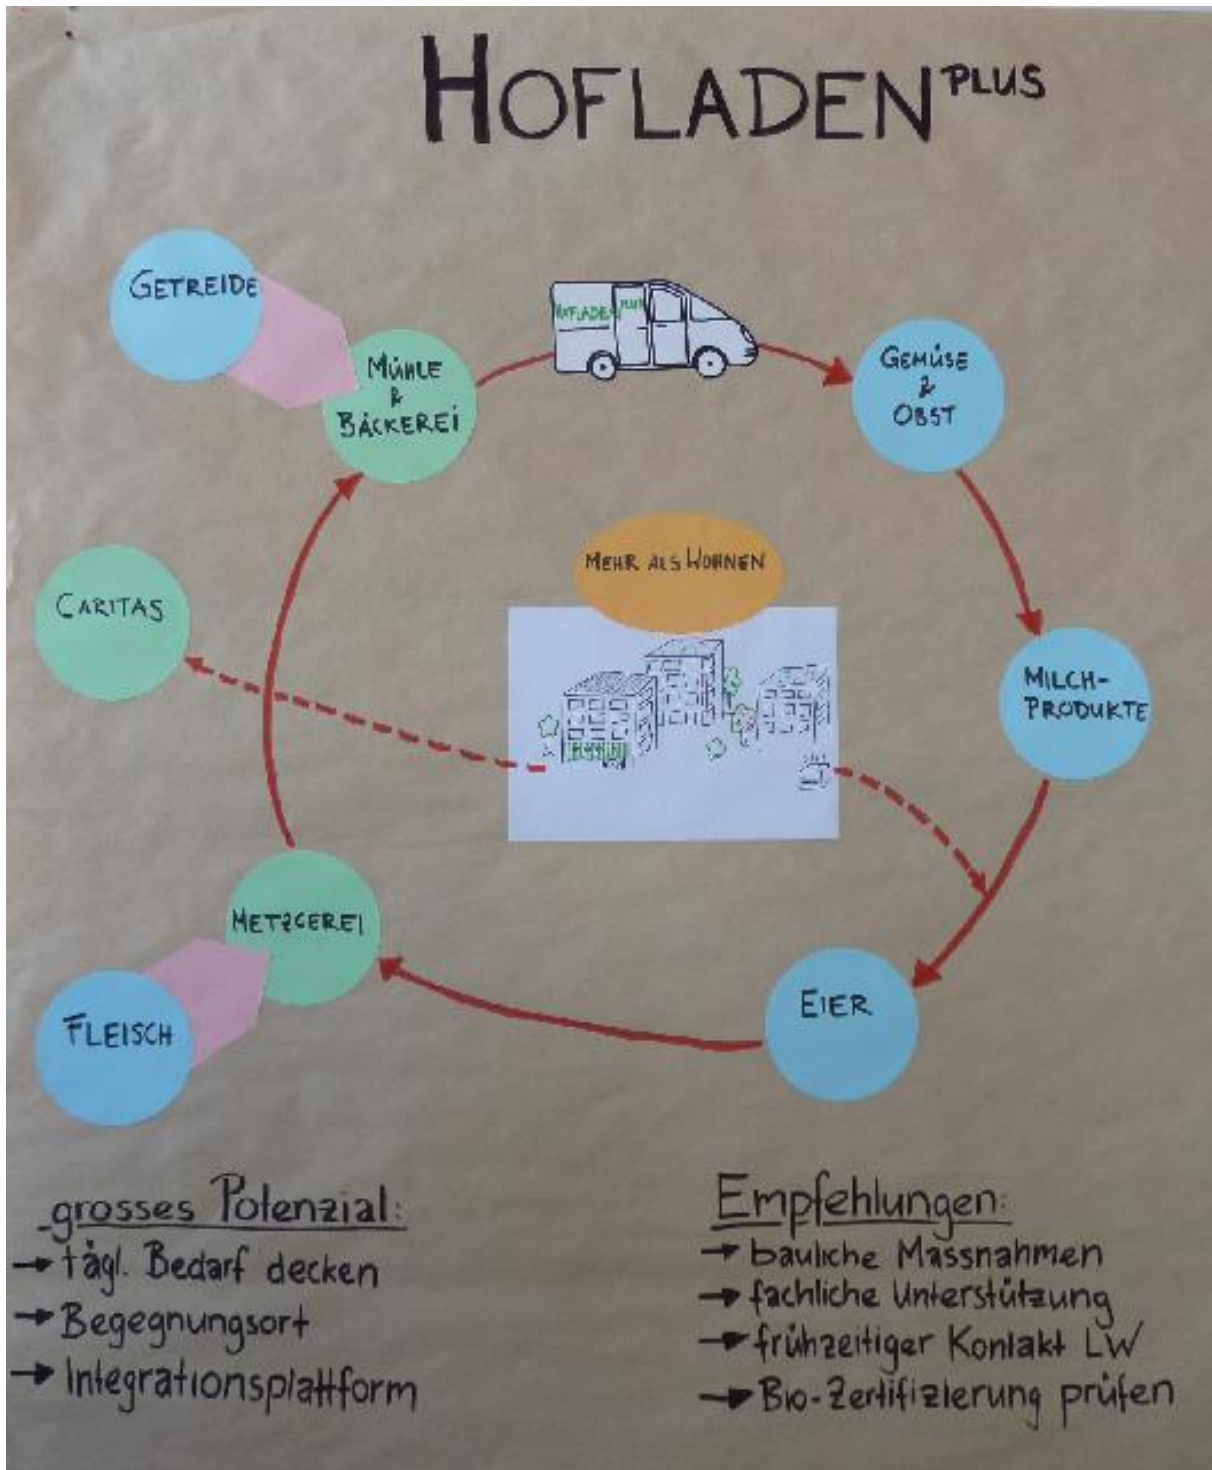 HOFLADEN PLUS
GETREIDE
MÜHLE
&
BÄCKEREI
HOFLADEN PLUS
GEMÜSE
&
OBST
MEHR ALS WOHNEN
CARITAS
MILCH-
PRODUKTE
METZGEREI
EIER
FLEISCH
grosses Potenzial:
→ tägl. Bedarf decken
→ Begegnungsort
→ Integrationsplattform
Empfehlungen:
→ bauliche Massnahmen
→ fachliche Unterstützung
→ frühzeitiger Kontakt LW
→ Bio-Zertifizierung prüfen